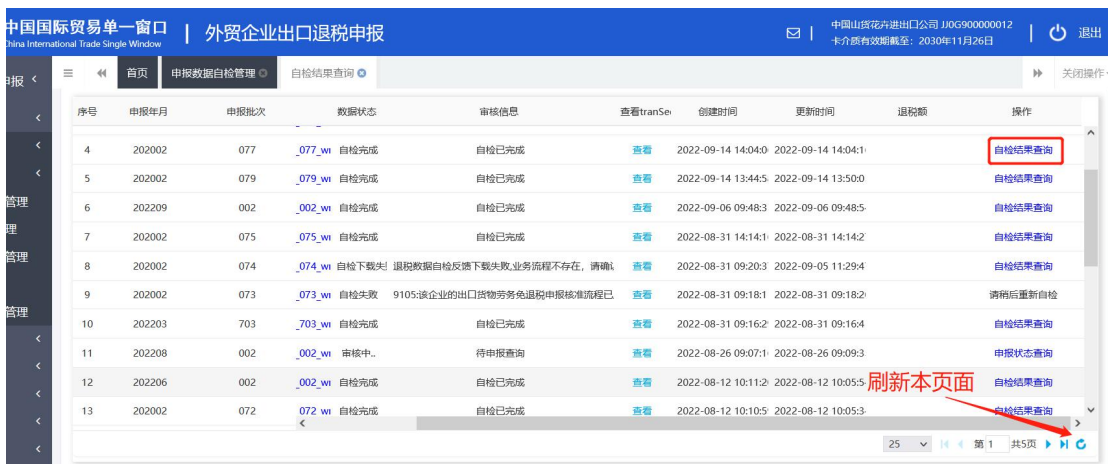 中国国际贸易单一窗口 | 外贸企业出口退税申报
China International Trade Single Window
中国山货花卉进出口公司 JJ0G900000012
卡介质有效期截至：2030年11月26日
退出
申报
首页 申报数据自检管理 自检结果查询 关闭操作
序号 申报年月 申报批次 数据状态 审核信息 查看tranSe 创建时间 更新时间 退税额 操作
4 202002 077 _077_wi 自检完成 自检已完成 查看 2022-09-14 14:04:0 2022-09-14 14:04:1 自检结果查询
5 202002 079 _079_wi 自检完成 自检已完成 查看 2022-09-14 13:44:5 2022-09-14 13:50:0 自检结果查询
管理
6 202209 002 _002_wi 自检完成 自检已完成 查看 2022-09-06 09:48:3 2022-09-06 09:48:5 自检结果查询
理
7 202002 075 _075_wi 自检完成 自检已完成 查看 2022-08-31 14:14:1 2022-08-31 14:14:2 自检结果查询
管理
8 202002 074 _074_wi 自检下载失 退税数据自检反馈下载失败,业务流程不存在，请确 查看 2022-08-31 09:20:3 2022-09-05 11:29:4 自检结果查询
9 202002 073 _073_wi 自检失败 9105:该企业的出口货物劳务免退税申报核准流程已 查看 2022-08-31 09:18:1 2022-08-31 09:18:2 请稍后重新自检
管理
10 202203 703 _703_wi 自检完成 自检已完成 查看 2022-08-31 09:16:2 2022-08-31 09:16:4 自检结果查询
11 202208 002 _002_wi 审核中.. 待申报查询 查看 2022-08-26 09:07:1 2022-08-26 09:09:3 申报状态查询
12 202206 002 _002_wi 自检完成 自检已完成 查看 2022-08-12 10:11:2 2022-08-12 10:05:5 自检结果查询
刷新本页面
13 202002 072 072 wi 自检完成 自检已完成 查看 2022-08-12 10:10:5 2022-08-12 10:05:3 自检结果查询
25 第 1 共5页